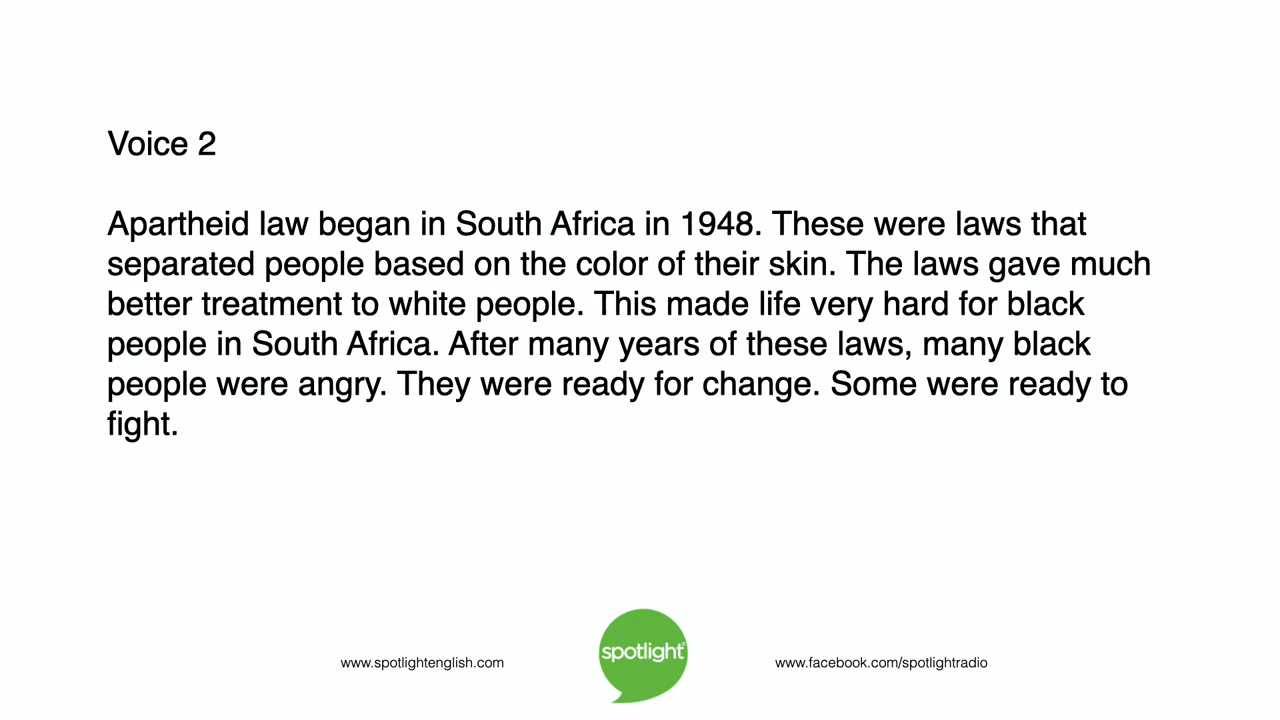 Voice 2
Apartheid law began in South Africa in 1948. These were laws that
separated people based on the color of their skin. The laws gave much
better treatment to white people. This made life very hard for black
people in South Africa. After many years of these laws, many black
people were angry. They were ready for change. Some were ready to
fight.
www.spotlightenglish.com
spotlight®
www.facebook.com/spotlightradio